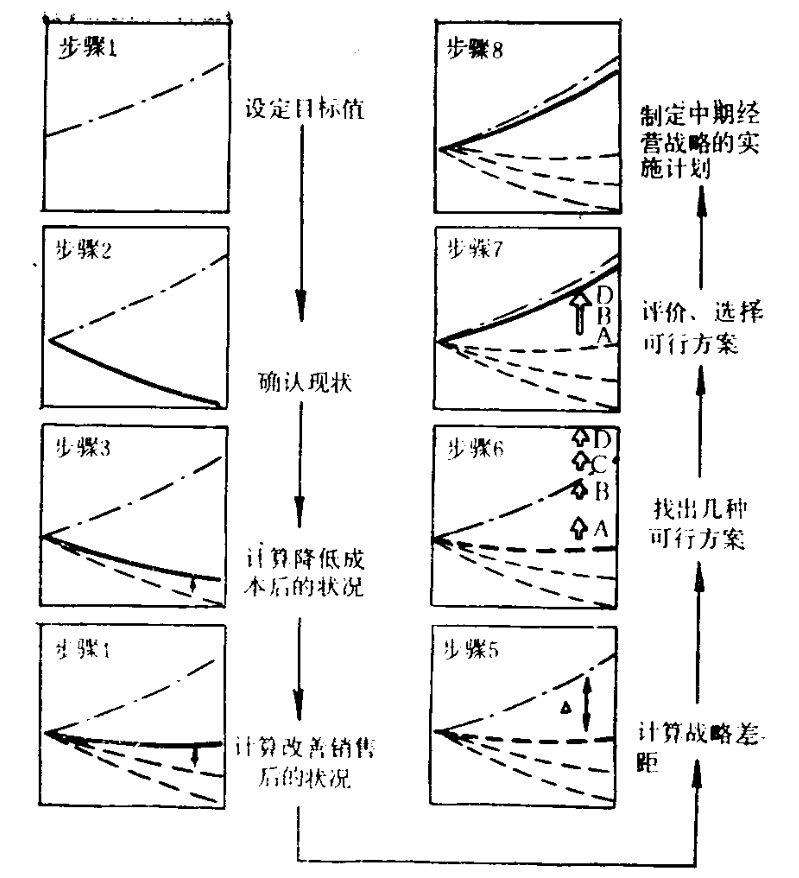 步骤1
设定目标值
步骤2
确认现状
步骤3
计算降低成
本后的状况
步骤4
计算改善销售
后的状况
步骤5
Δ
计算战略差
距
步骤6
D
C
B
A
找出几种
可行方案
步骤7
D
B
A
评价、选择
可行方案
步骤8
制定中期经
营战略的实
施计划